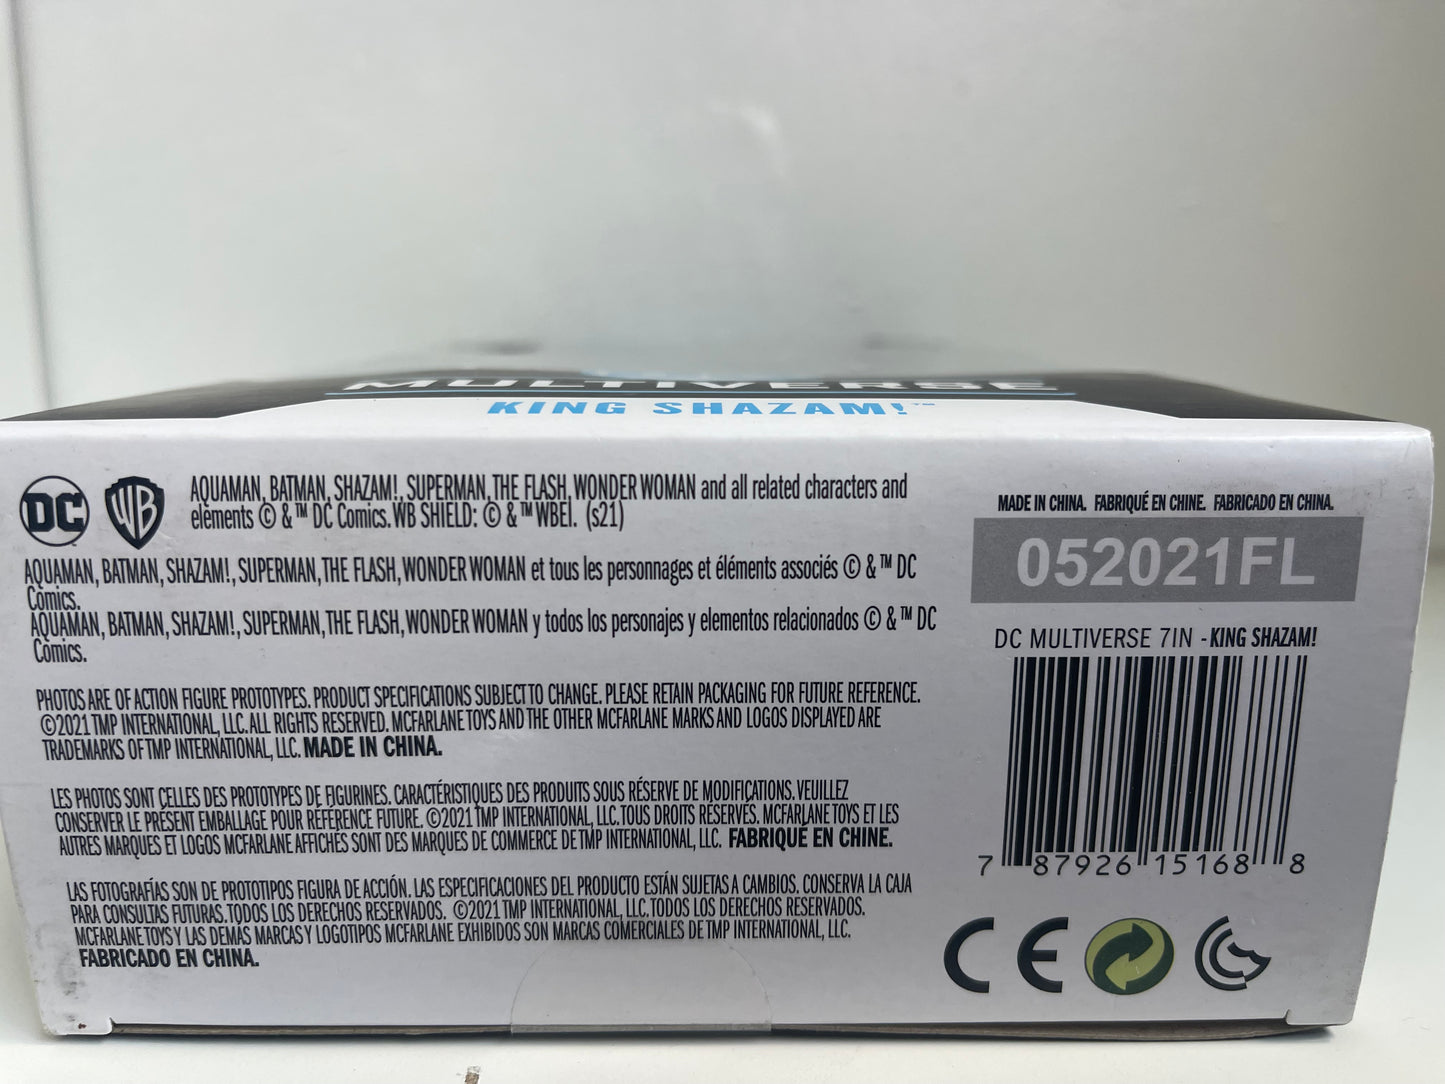 MULTIVERSE
KING SHAZAM!™
DC WB
AQUAMAN, BATMAN, SHAZAM!, SUPERMAN, THE FLASH, WONDER WOMAN and all related characters and
elements © & ™ DC Comics. WB SHIELD: © & ™ WBEI. (s21)
AQUAMAN, BATMAN, SHAZAM!, SUPERMAN, THE FLASH, WONDER WOMAN et tous les personnages et éléments associés © & ™ DC
Comics.
AQUAMAN, BATMAN, SHAZAM!, SUPERMAN, THE FLASH, WONDER WOMAN y todos los personajes y elementos relacionados © & ™ DC
Comics.
PHOTOS ARE OF ACTION FIGURE PROTOTYPES. PRODUCT SPECIFICATIONS SUBJECT TO CHANGE. PLEASE RETAIN PACKAGING FOR FUTURE REFERENCE.
©2021 TMP INTERNATIONAL, LLC. ALL RIGHTS RESERVED. MCFARLANE TOYS AND THE OTHER MCFARLANE MARKS AND LOGOS DISPLAYED ARE
TRADEMARKS OF TMP INTERNATIONAL, LLC. MADE IN CHINA.
LES PHOTOS SONT CELLES DES PROTOTYPES DE FIGURINES. CARACTÉRISTIQUES DES PRODUITS SOUS RÉSERVE DE MODIFICATIONS. VEUILLEZ
CONSERVER LE PRÉSENT EMBALLAGE POUR RÉFÉRENCE FUTURE. ©2021 TMP INTERNATIONAL, LLC. TOUS DROITS RÉSERVÉS. MCFARLANE TOYS ET LES
AUTRES MARQUES ET LOGOS MCFARLANE AFFICHÉS SONT DES MARQUES DE COMMERCE DE TMP INTERNATIONAL, LLC. FABRIQUÉ EN CHINE.
LAS FOTOGRAFÍAS SON DE PROTOTIPOS FIGURA DE ACCIÓN. LAS ESPECIFICACIONES DEL PRODUCTO ESTÁN SUJETAS A CAMBIOS. CONSERVA LA CAJA
PARA CONSULTAS FUTURAS. TODOS LOS DERECHOS RESERVADOS. ©2021 TMP INTERNATIONAL, LLC. TODOS LOS DERECHOS RESERVADOS.
MCFARLANE TOYS Y LAS DEMÁS MARCAS Y LOGOTIPOS MCFARLANE EXHIBIDOS SON MARCAS COMERCIALES DE TMP INTERNATIONAL, LLC.
FABRICADO EN CHINA.
MADE IN CHINA. FABRIQUÉ EN CHINE. FABRICADO EN CHINA.
052021FL
DC MULTIVERSE 7IN - KING SHAZAM!
7 87926 15168 8
CE